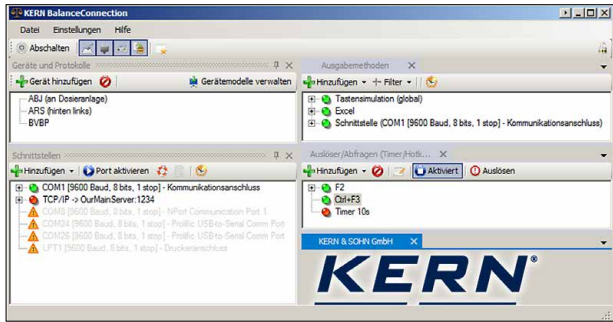 KERN BalanceConnection
Datei Einstellungen Hilfe
Abschalten
Geräte und Protokolle
Gerät hinzufügen Gerätemodelle verwalten
ABJ (an Dosieranlage)
ARS (hinten links)
BVBP
Ausgabemethoden
Hinzufügen Filter
Tastensimulation (global)
Excel
Schnittstelle (COM1 [9600 Baud, 8 bits, 1 stop] - Kommunikationsanschluss)
Schnittstellen
Hinzufügen Port aktivieren
COM1 [9600 Baud, 8 bits, 1 stop] - Kommunikationsanschluss
TCP/IP -> OurMainServer:1234
COM8 [9600 Baud, 8 bits, 1 stop] - NPort Communication Port 1
COM24 [9600 Baud, 8 bits, 1 stop] - Prolific USB-to-Serial Comm Port
COM26 [9600 Baud, 8 bits, 1 stop] - Prolific USB-to-Serial Comm Port
LPT1 [9600 Baud, 8 bits, 1 stop] - Druckeranschluss
Auslöser/Abfragen (Timer/Hotk...
Hinzufügen Aktiviert Auslösen
F2
Ctrl+F3
Timer 10s
KERN & SOHN GmbH
KERN®